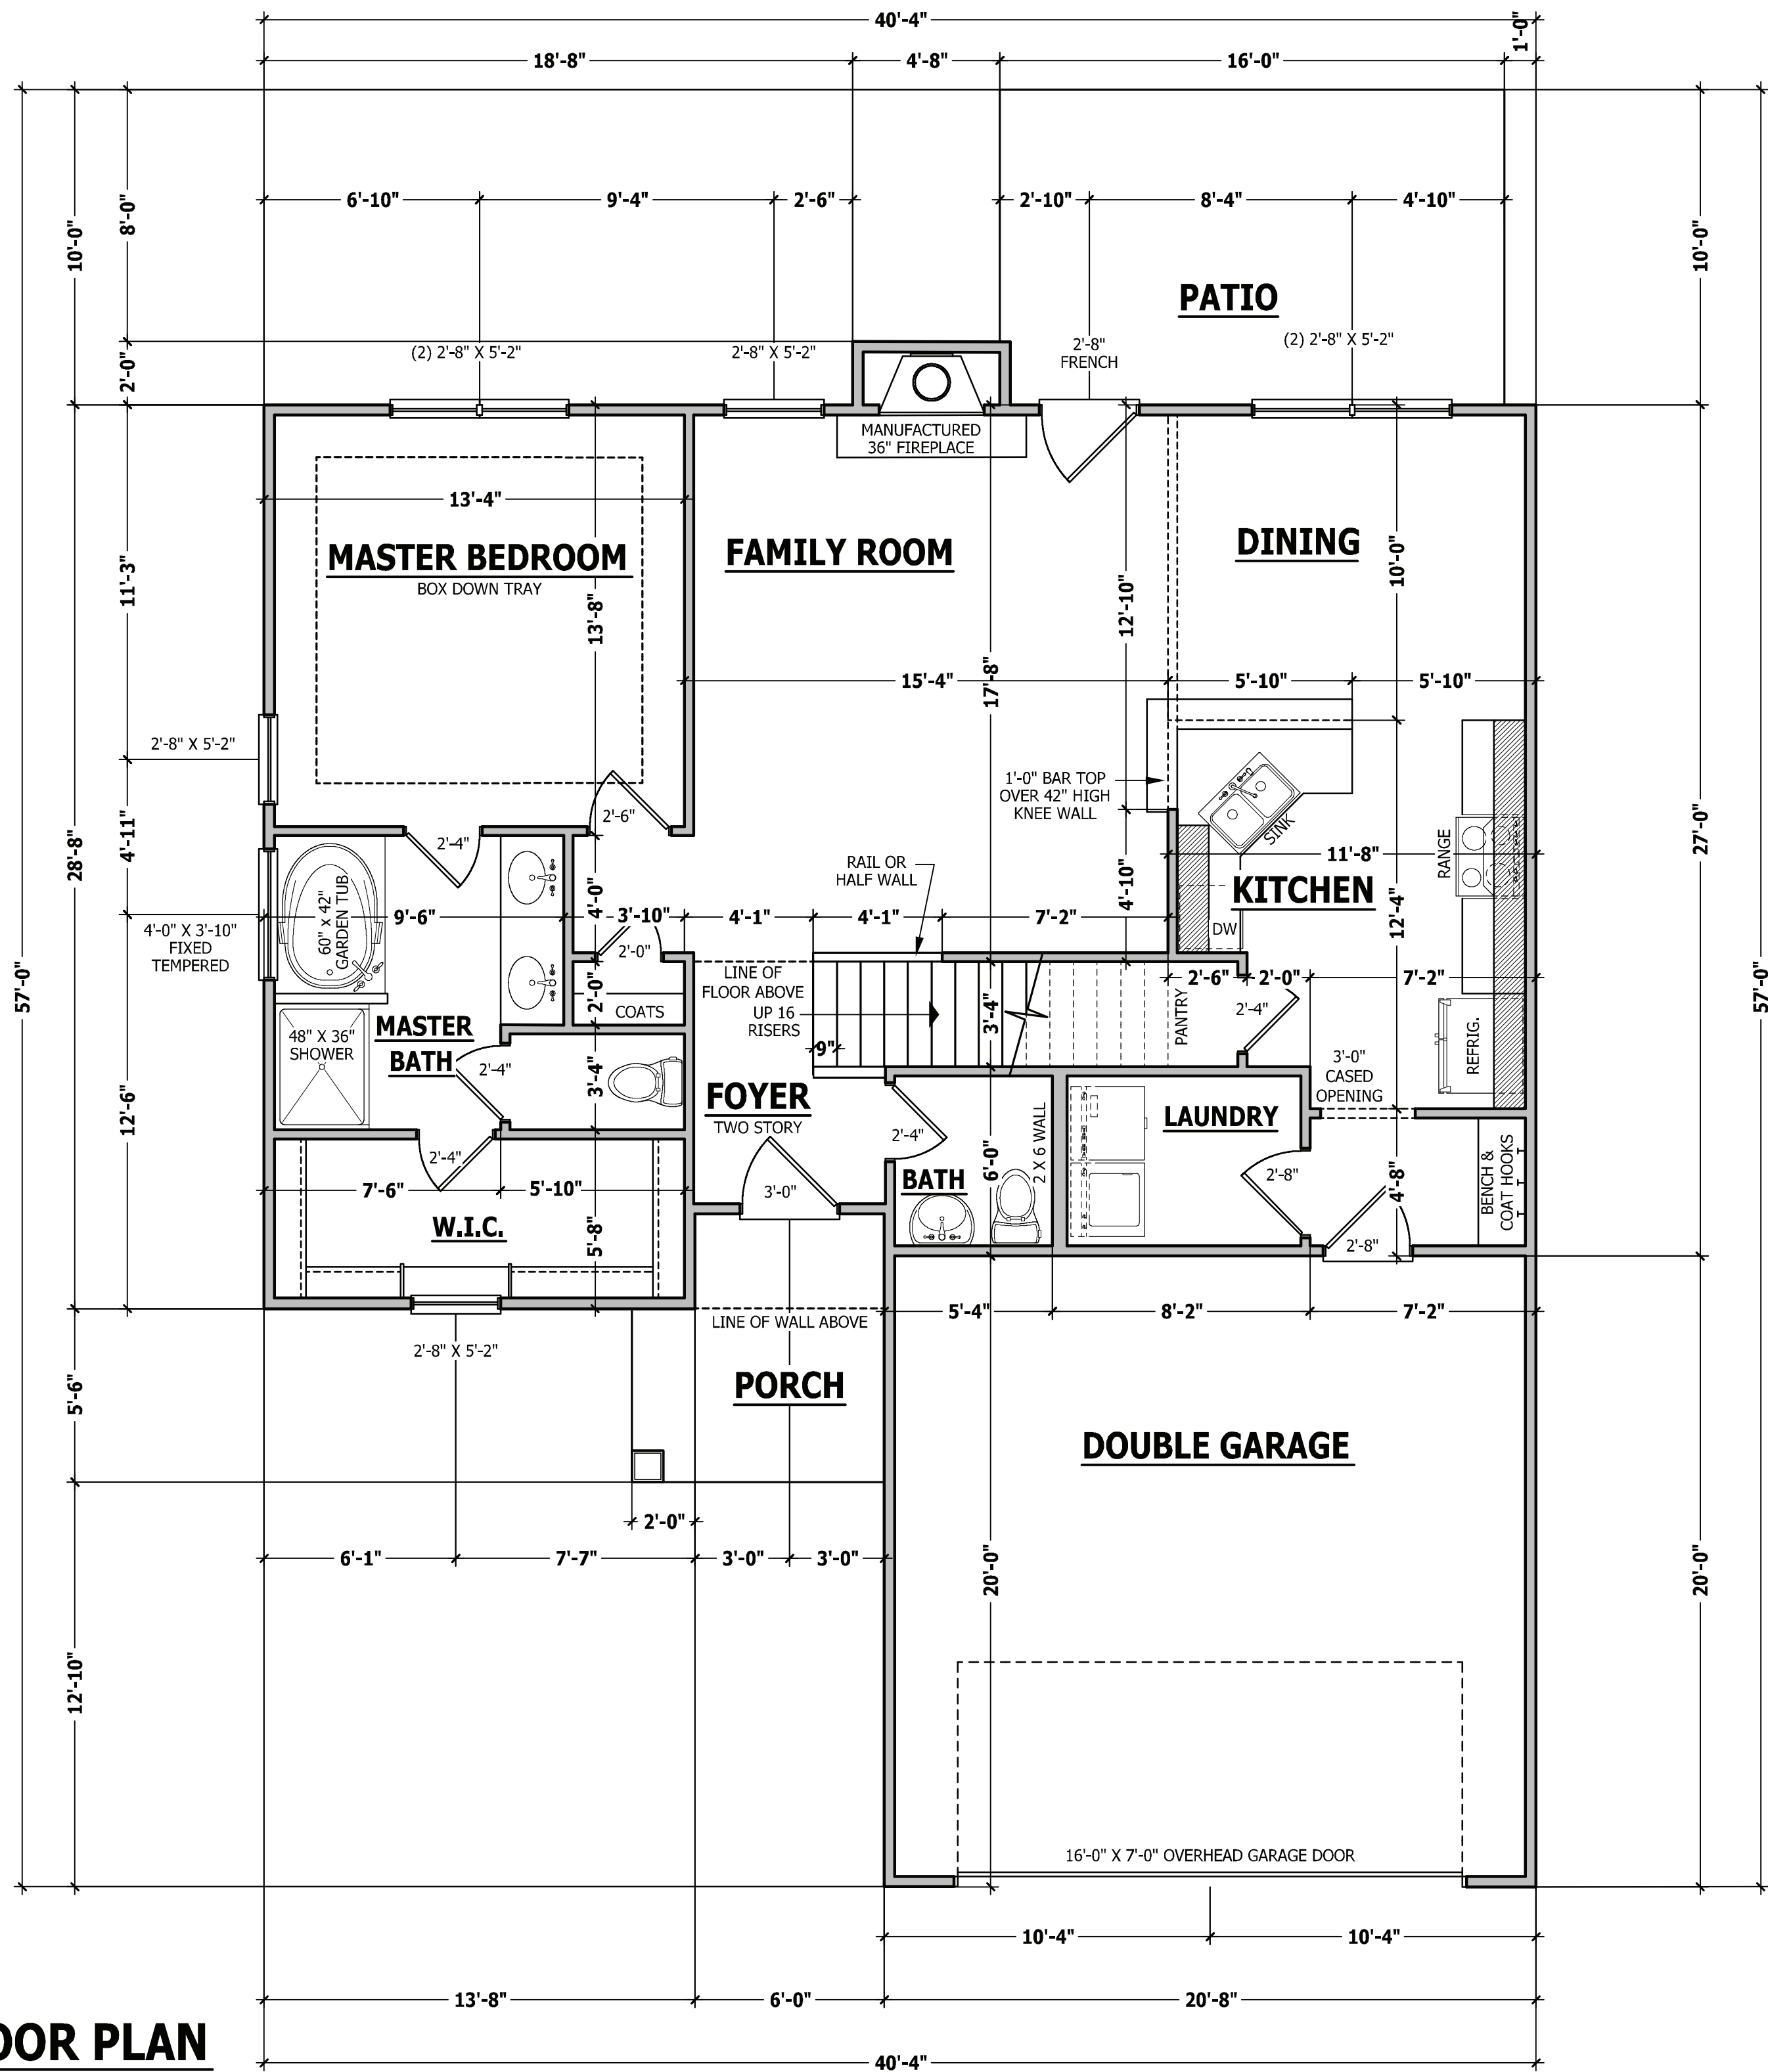 40'-4"
1'-0"
18'-8"
4'-8"
16'-0"
6'-10"
9'-4"
2'-6"
2'-10"
8'-4"
4'-10"
8'-0"
10'-0"
10'-0"
PATIO
2'-0"
(2) 2'-8" X 5'-2"
2'-8" X 5'-2"
2'-8"
FRENCH
(2) 2'-8" X 5'-2"
MANUFACTURED
36" FIREPLACE
13'-4"
MASTER BEDROOM
BOX DOWN TRAY
FAMILY ROOM
DINING
11'-3"
13'-8"
12'-10"
10'-0"
17'-8"
15'-4"
5'-10"
5'-10"
2'-8" X 5'-2"
1'-0" BAR TOP
OVER 42" HIGH
KNEE WALL
2'-6"
2'-4"
SINK
RANGE
28'-8"
4'-11"
27'-0"
11'-8"
RAIL OR
HALF WALL
KITCHEN
60" x 42"
GARDEN TUB
9'-6"
4'-0"
3'-10"
4'-1"
4'-1"
7'-2"
4'-10"
12'-4"
DW
4'-0" X 3'-10"
FIXED
TEMPERED
2'-0"
57'-0"
57'-0"
LINE OF
FLOOR ABOVE
UP 16
RISERS
2'-6"
2'-0"
7'-2"
2'-0"
COATS
3'-4"
PANTRY
2'-4"
MASTER
BATH
48" X 36"
SHOWER
9"
REFRIG.
2'-4"
3'-4"
3'-0"
CASED
OPENING
FOYER
TWO STORY
12'-6"
LAUNDRY
2'-4"
2 X 6 WALL
6'-0"
BATH
2'-4"
3'-0"
2'-8"
4'-8"
BENCH &
COAT HOOKS
7'-6"
5'-10"
W.I.C.
5'-8"
2'-8"
5'-4"
8'-2"
7'-2"
LINE OF WALL ABOVE
2'-8" X 5'-2"
5'-6"
PORCH
DOUBLE GARAGE
2'-0"
6'-1"
7'-7"
3'-0"
3'-0"
20'-0"
20'-0"
12'-10"
16'-0" X 7'-0" OVERHEAD GARAGE DOOR
10'-4"
10'-4"
13'-8"
6'-0"
20'-8"
OOR PLAN
40'-4"